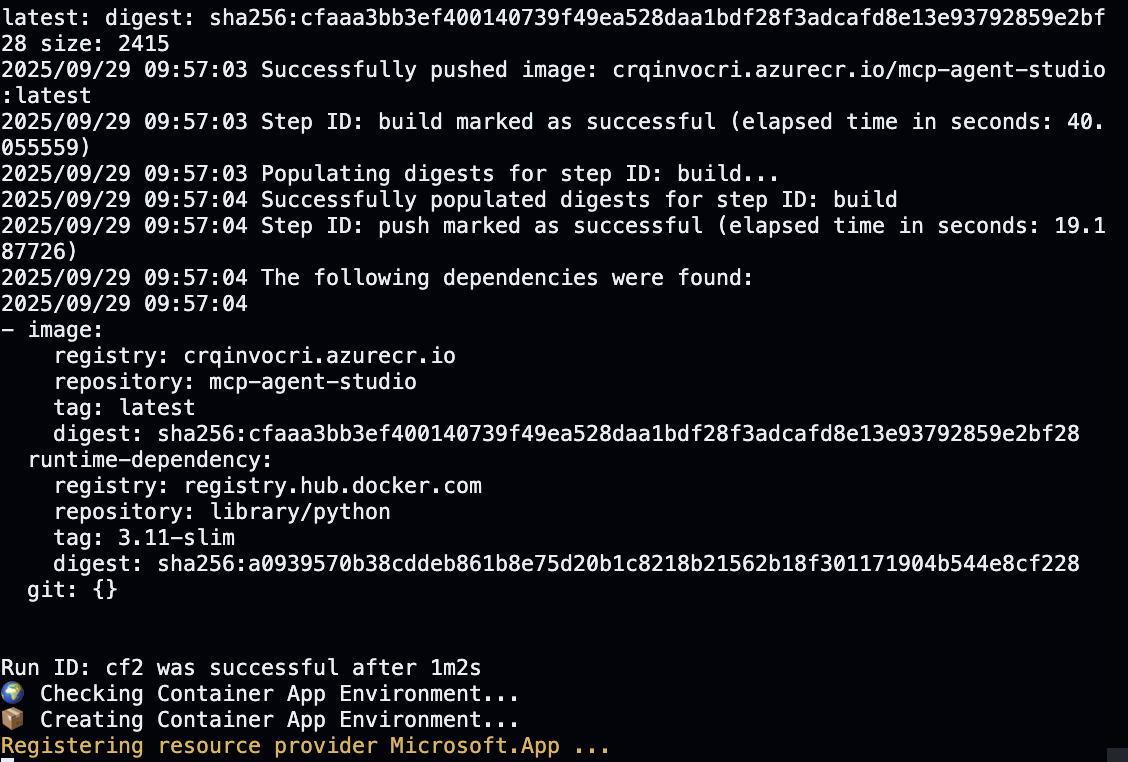 latest: digest: sha256:cfaaa3bb3ef400140739f49ea528daa1bdf28f3adcafd8e13e93792859e2bf
28 size: 2415
2025/09/29 09:57:03 Successfully pushed image: crqinvocri.azurecr.io/mcp-agent-studio
:latest
2025/09/29 09:57:03 Step ID: build marked as successful (elapsed time in seconds: 40.
055559)
2025/09/29 09:57:03 Populating digests for step ID: build...
2025/09/29 09:57:04 Successfully populated digests for step ID: build
2025/09/29 09:57:04 Step ID: push marked as successful (elapsed time in seconds: 19.1
87726)
2025/09/29 09:57:04 The following dependencies were found:
2025/09/29 09:57:04
- image:
    registry: crqinvocri.azurecr.io
    repository: mcp-agent-studio
    tag: latest
    digest: sha256:cfaaa3bb3ef400140739f49ea528daa1bdf28f3adcafd8e13e93792859e2bf28
  runtime-dependency:
    registry: registry.hub.docker.com
    repository: library/python
    tag: 3.11-slim
    digest: sha256:a0939570b38cddeb861b8e75d20b1c8218b21562b18f301171904b544e8cf228
  git: {}
Run ID: cf2 was successful after 1m2s
🌍 Checking Container App Environment...
📦 Creating Container App Environment...
Registering resource provider Microsoft.App ...